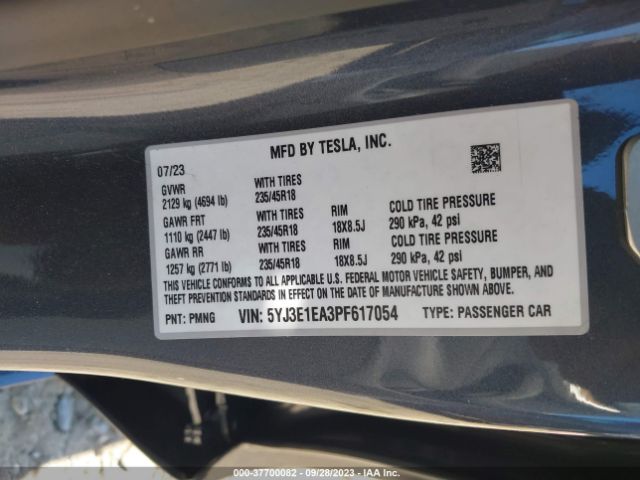 MFD BY TESLA, INC.
07/23
GVWR WITH TIRES
2129 kg (4694 lb) 235/45R18
GAWR FRT WITH TIRES RIM COLD TIRE PRESSURE
1110 kg (2447 lb) 235/45R18 18X8.5J 290 kPa, 42 psi
GAWR RR WITH TIRES RIM COLD TIRE PRESSURE
1257 kg (2771 lb) 235/45R18 18X8.5J 290 kPa, 42 psi
THIS VEHICLE CONFORMS TO ALL APPLICABLE U.S. FEDERAL MOTOR VEHICLE SAFETY, BUMPER, AND
THEFT PREVENTION STANDARDS IN EFFECT ON THE DATE OF MANUFACTURE SHOWN ABOVE.
PNT: PMNG VIN: 5YJ3E1EA3PF617054 TYPE: PASSENGER CAR
000-37700082 - 09/28/2023 - IAA Inc.